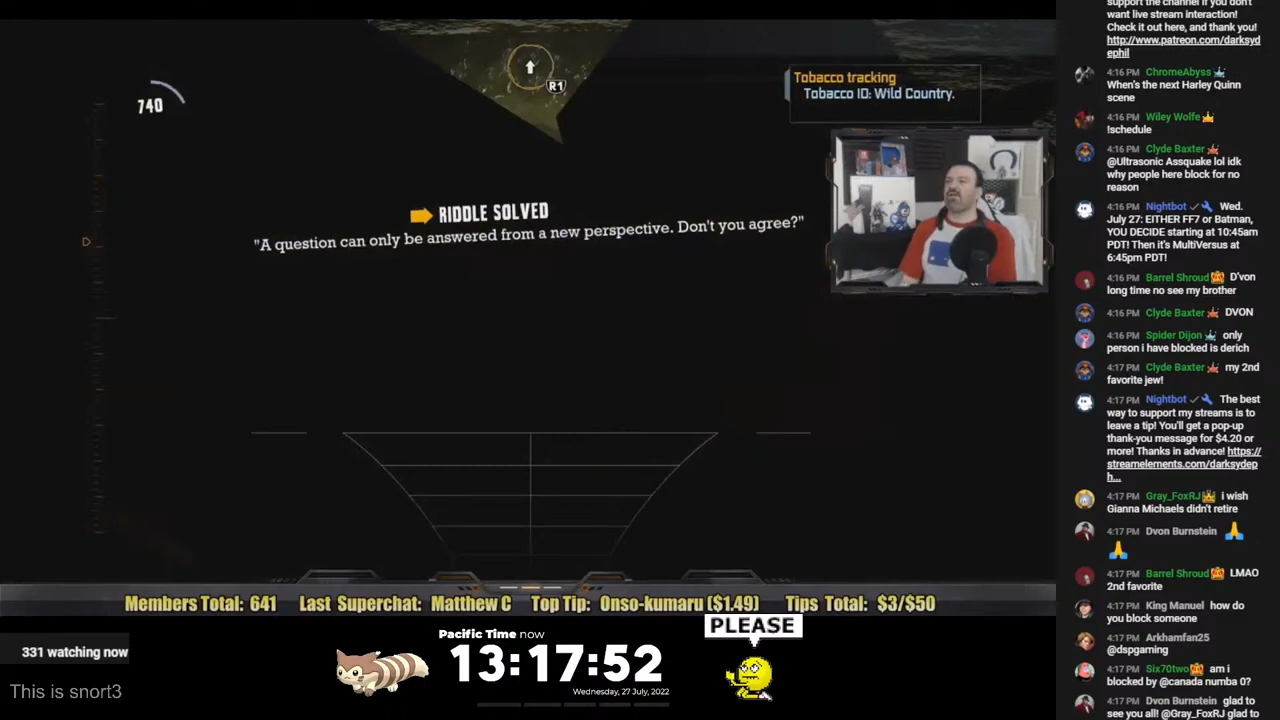 740
R1
Tobacco tracking
Tobacco ID: Wild Country.
RIDDLE SOLVED
"A question can only be answered from a new perspective. Don't you agree?"
D
Members Total: 641 Last Superchat: Matthew C Top Tip: Onso-kumaru ($1.49) Tips Total: $3/$50
331 watching now
This is snort3
Pacific Time now
13:17:52
Wednesday, 27 July, 2022
PLEASE
support the channel if you don't
want live stream interaction!
Check it out here, and thank you!
http://www.patreon.com/darksyd
ephil
4:16 PM ChromeAbyss
When's the next Harley Quinn
scene
4:16 PM Wiley Wolfe
!schedule
4:16 PM Clyde Baxter
@Ultrasonic Assquake lol idk
why people here block for no
reason
4:16 PM Nightbot Wed.
July 27: EITHER FF7 or Batman,
YOU DECIDE starting at 10:45am
PDT! Then it's MultiVersus at
6:45pm PDT!
4:16 PM Barrel Shroud D'von
long time no see my brother
4:16 PM Clyde Baxter DVON
4:16 PM Spider Dijon only
person i have blocked is derich
4:17 PM Clyde Baxter my 2nd
favorite jew!
4:17 PM Nightbot The best
way to support my streams is to
leave a tip! You'll get a pop-up
thank-you message for $4.20 or
more! Thanks in advance! https://
streamelements.com/darksydep
h...
4:17 PM Gray_FoxRJ i wish
Gianna Michaels didn't retire
4:17 PM Dvon Burnstein
4:17 PM Barrel Shroud LMAO
2nd favorite
4:17 PM King Manuel how do
you block someone
4:17 PM Arkhamfan25
@dspgaming
4:17 PM Six70two am i
blocked by @canada numba 0?
4:17 PM Dvon Burnstein glad to
see you all! @Gray_FoxRJ glad to